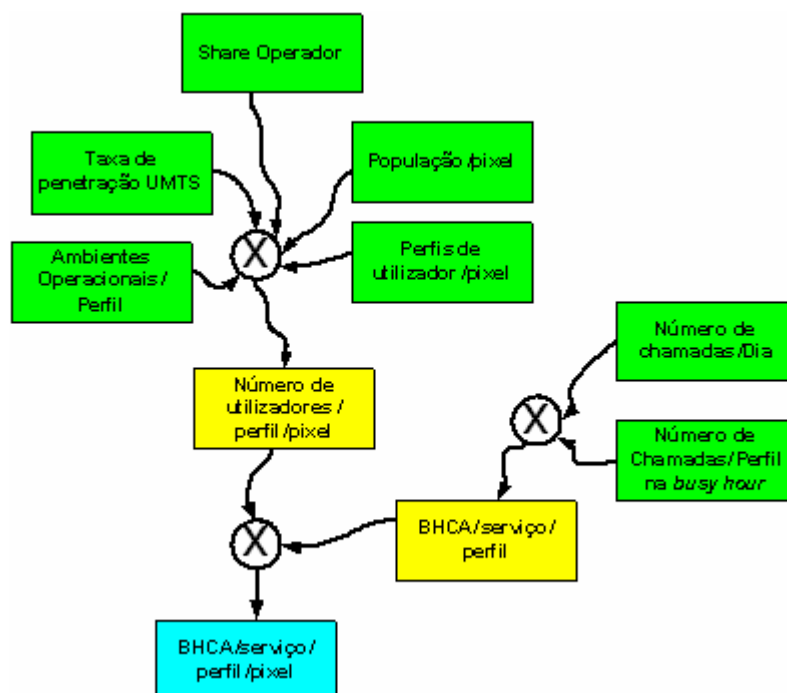 Share Operador
Taxa de
penetração UMTS
População /pixel
Ambientes
Operacionais /
Perfil
Perfis de
utilizador /pixel
X
Número de
chamadas/Dia
Número de
utilizadores /
perfil /pixel
X
Número de
Chamadas/Perfil
na busy hour
BHCA/serviço /
perfil
X
BHCA/serviço /
perfil/pixel